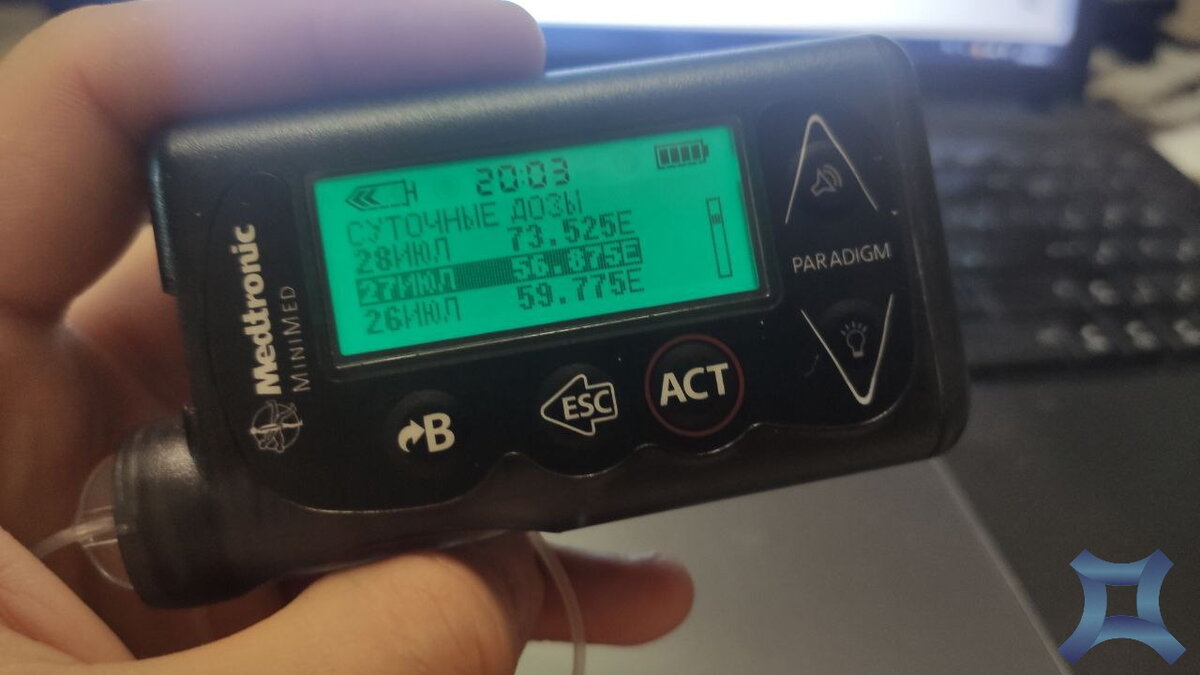 20:03
СУТОЧНЫЕ ДОЗЫ
28ИЮЛ 73.525Е
27ИЮЛ 56.875Е
26ИЮЛ 59.775Е
Medtronic
MINIMED
PARADIGM
B
ESC
ACT